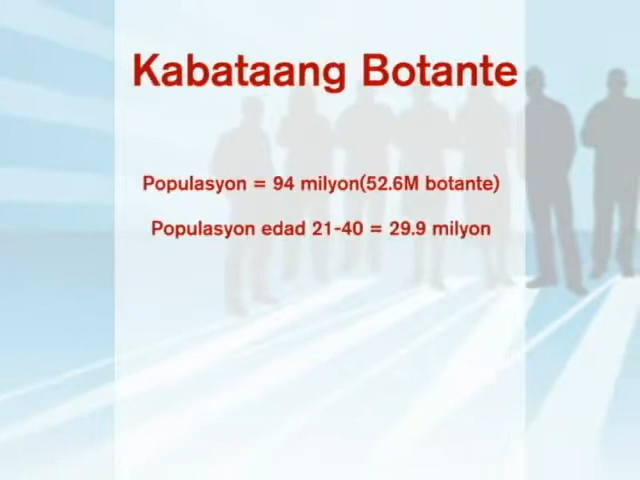 Kabataang Botante
Populasyon = 94 milyon(52.6M botante)
Populasyon edad 21-40 = 29.9 milyon